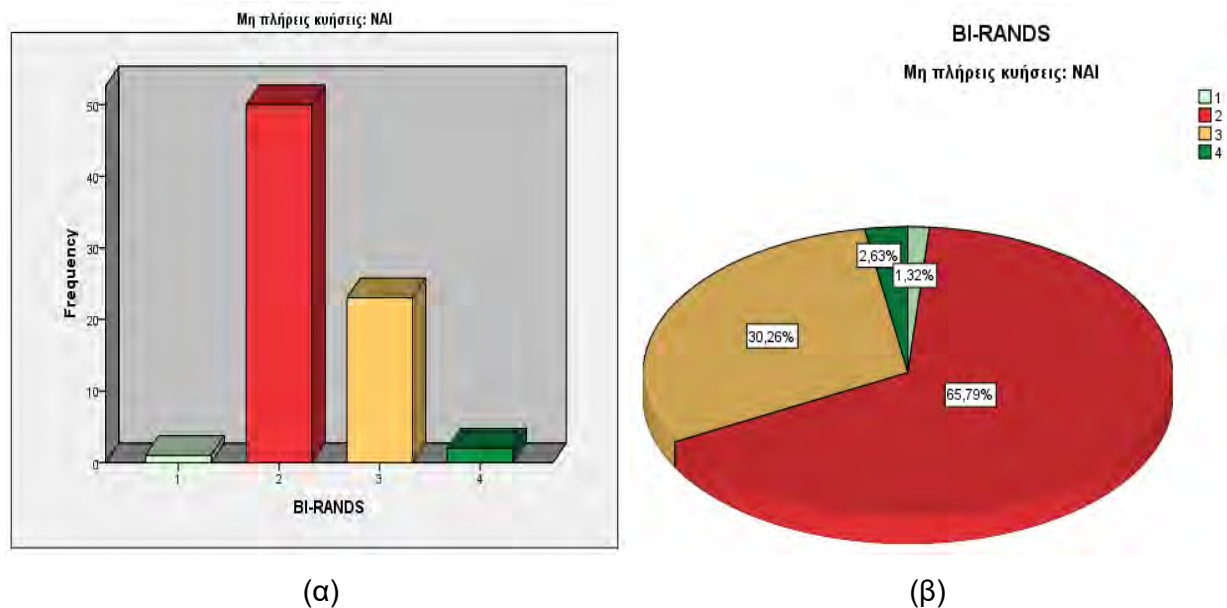 Μη πλήρεις κυήσεις: ΝΑΙ
Frequency
50
40
30
20
10
0
1 2 3 4
BI-RANDS
(α)
BI-RANDS
Μη πλήρεις κυήσεις: ΝΑΙ
1
2
3
4
2,63%
1,32%
30,26%
65,79%
(β)